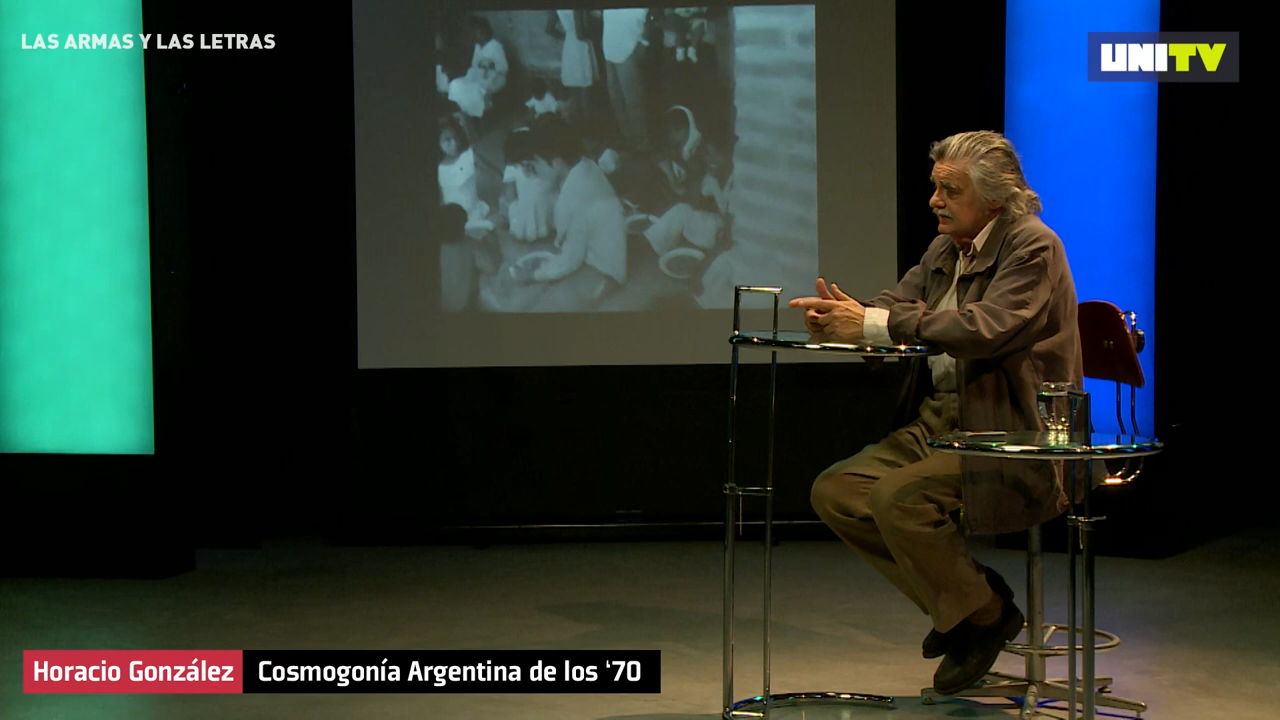 LAS ARMAS Y LAS LETRAS
UNITV
Horacio González
Cosmogonía Argentina de los ‘70